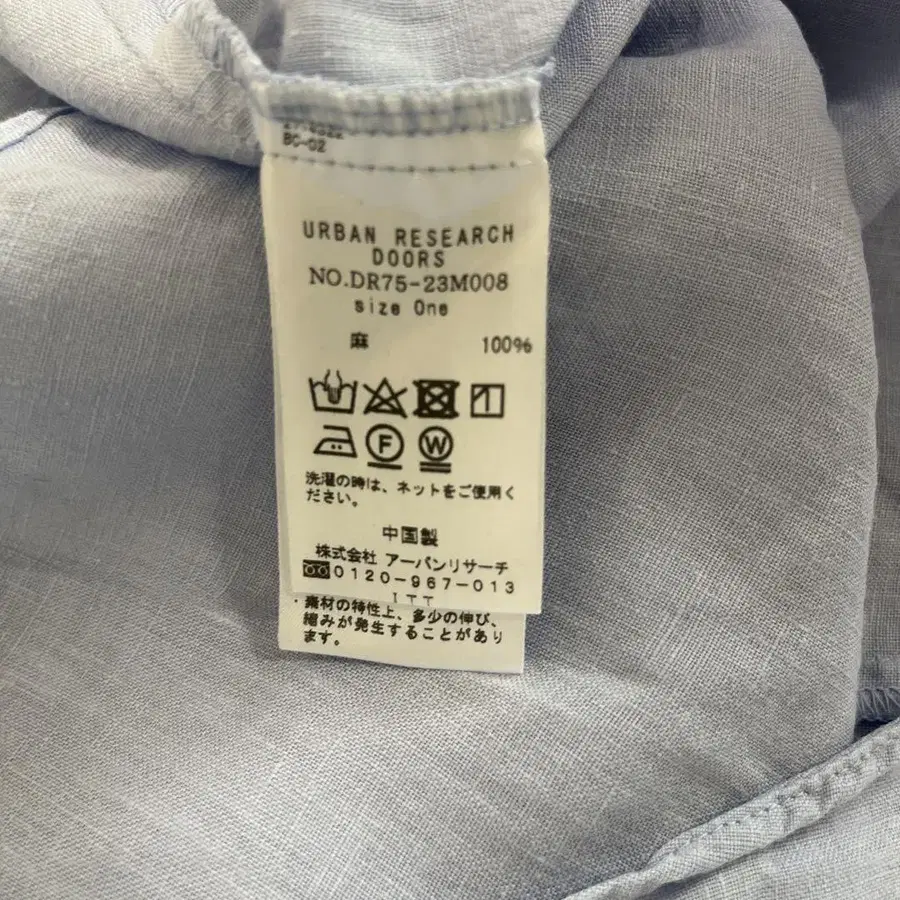 BC-02
URBAN RESEARCH
DOORS
NO.DR75-23M008
size One
麻 100%
F W
洗濯の時は、ネットをご使用く
ださい。
中国製
株式会社 アーバンリサーチ
0120-967-013
ITT
・素材の特性上、多少の伸び、
縮みが発生することがあり
ます。